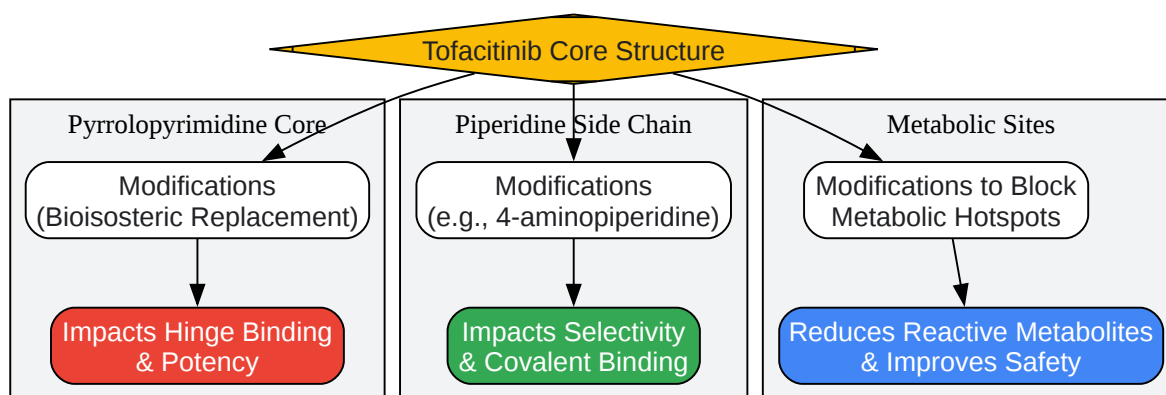 Tofacitinib Core Structure
Pyrrolopyrimidine Core
Modifications
(Bioisosteric Replacement)
Impacts Hinge Binding
& Potency
Piperidine Side Chain
Modifications
(e.g., 4-aminopiperidine)
Impacts Selectivity
& Covalent Binding
Metabolic Sites
Modifications to Block
Metabolic Hotspots
Reduces Reactive Metabolites
& Improves Safety